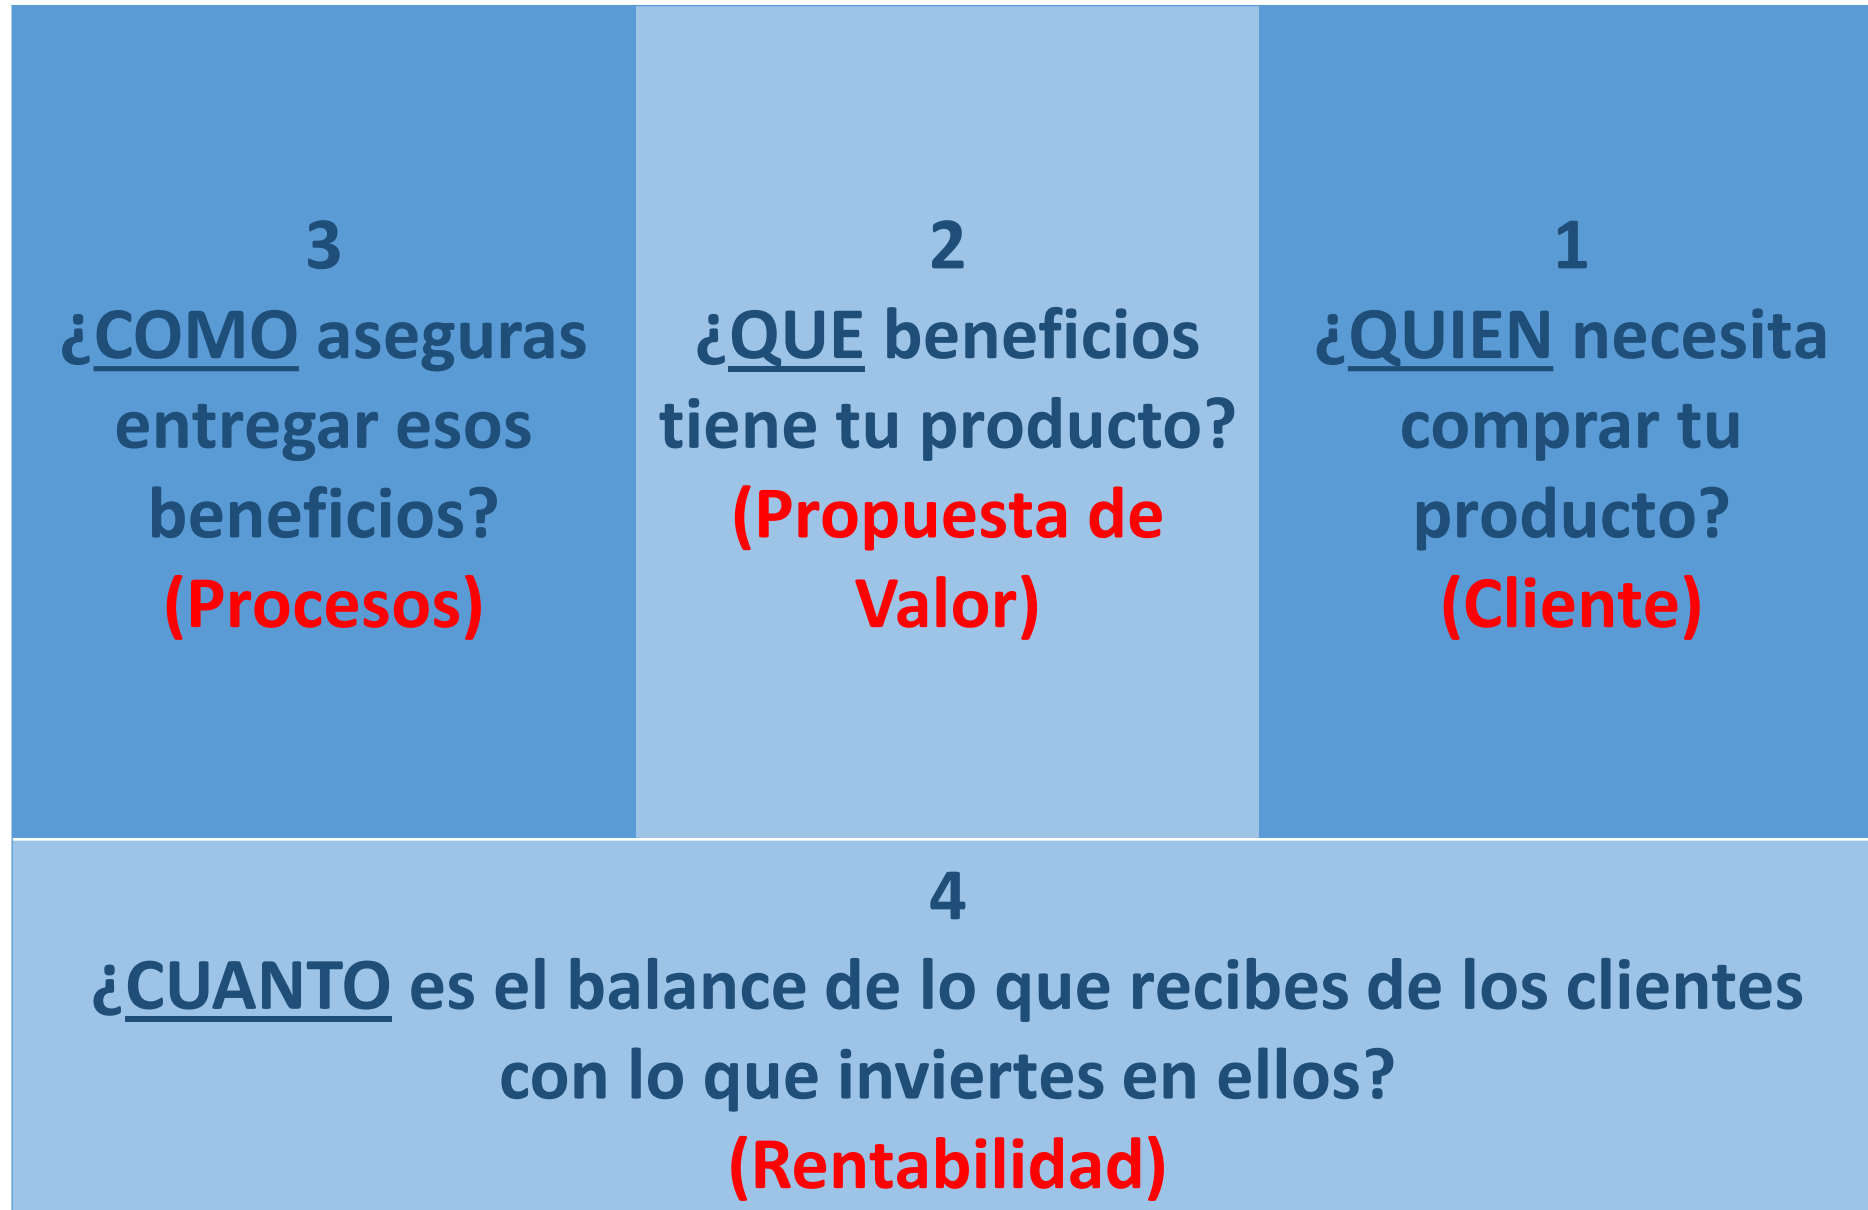 3
¿COMO aseguras
entregar esos
beneficios?
(Procesos)
2
¿QUE beneficios
tiene tu producto?
(Propuesta de
Valor)
1
¿QUIEN necesita
comprar tu
producto?
(Cliente)
4
¿CUANTO es el balance de lo que recibes de los clientes
con lo que inviertes en ellos?
(Rentabilidad)